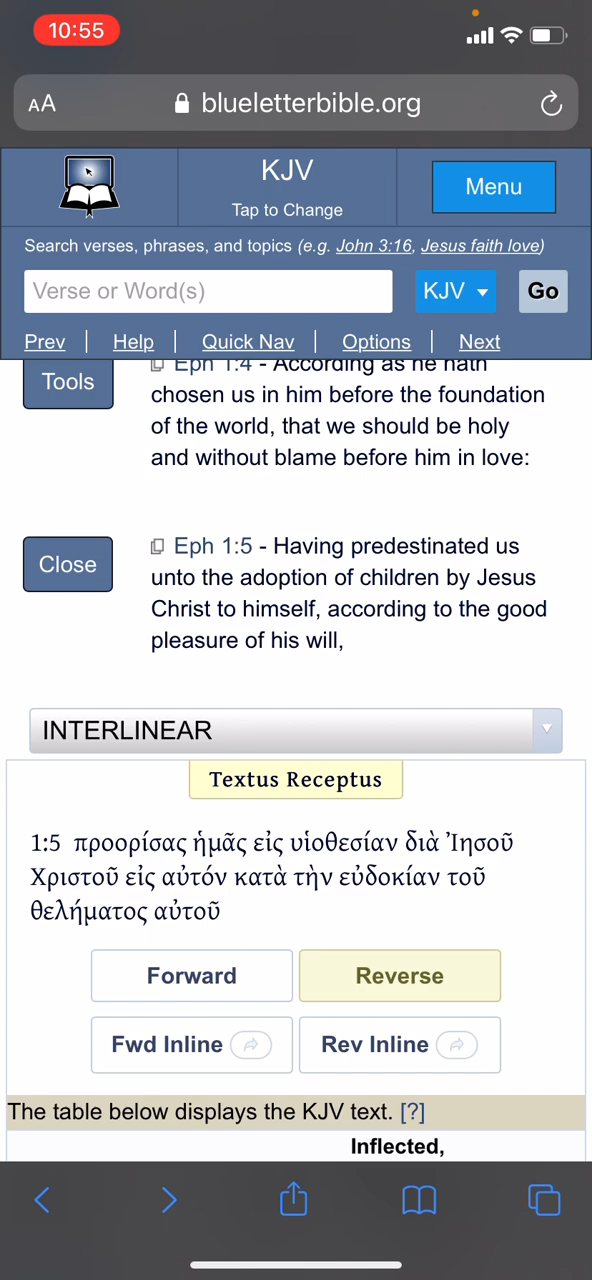 10:55
AA
blueletterbible.org
KJV
Tap to Change
Menu
Search verses, phrases, and topics (e.g. John 3:16, Jesus faith love)
Verse or Word(s)
KJV
Go
Prev | Help | Quick Nav | Options | Next
Tools
Eph 1:4 - According as he hath
chosen us in him before the foundation
of the world, that we should be holy
and without blame before him in love:
Close
Eph 1:5 - Having predestinated us
unto the adoption of children by Jesus
Christ to himself, according to the good
pleasure of his will,
INTERLINEAR
Textus Receptus
1:5 προορίσας ἡμᾶς εἰς υἱοθεσίαν διὰ Ἰησοῦ
Χριστοῦ εἰς αὐτόν κατὰ τὴν εὐδοκίαν τοῦ
θελήματος αὐτοῦ
Forward
Reverse
Fwd Inline
Rev Inline
The table below displays the KJV text. [?]
Inflected,